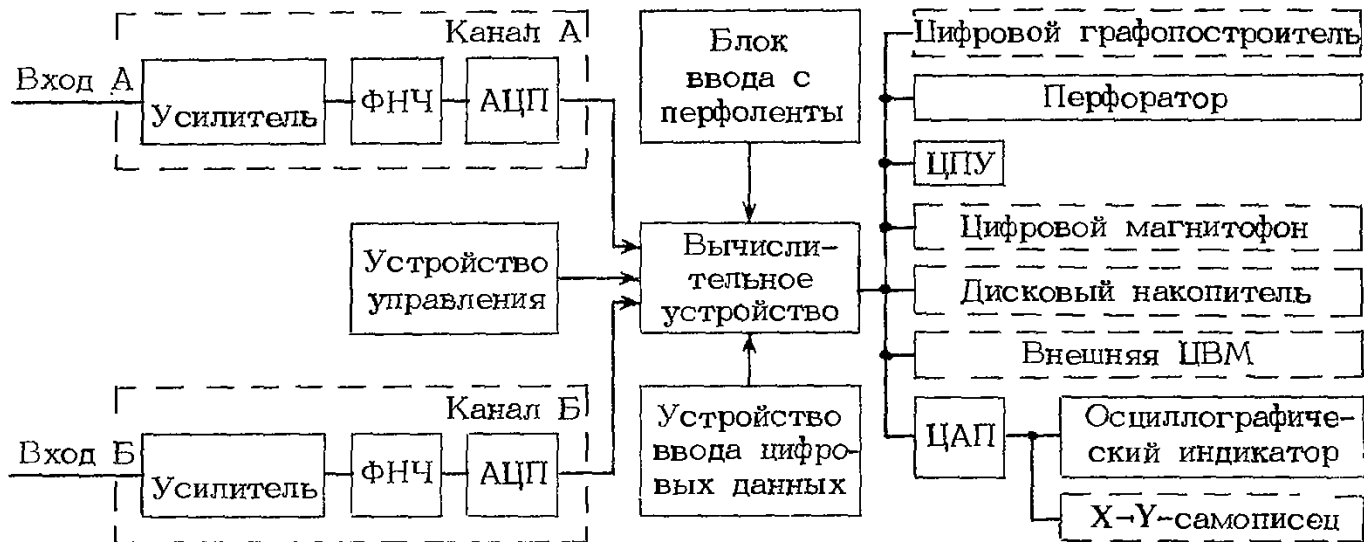 Канал А
Вход А
Усилитель
ФНЧ
АЦП
Блок
ввода с
перфоленты
Устройство
управления
Вычисли-
тельное
устройство
Канал Б
Вход Б
Усилитель
ФНЧ
АЦП
Устройство
ввода цифро-
вых данных
Цифровой графопостроитель
Перфоратор
ЦПУ
Цифровой магнитофон
Дисковый накопитель
Внешняя ЦВМ
ЦАП
Осциллографиче-
ский индикатор
X-Y-самописец